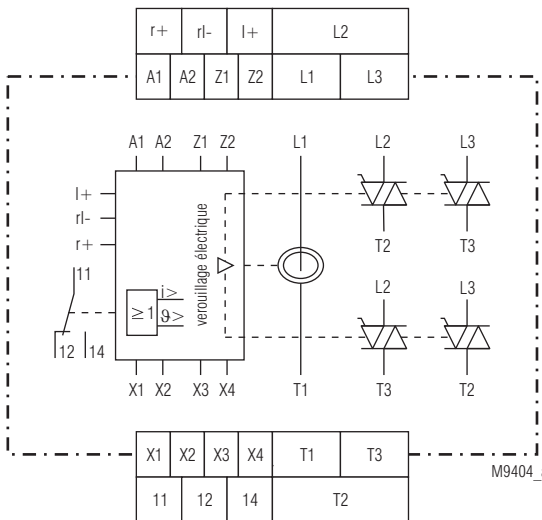 r+ rl- l+ L2
A1 A2 Z1 Z2 L1 L3
A1 A2 Z1 Z2 L1 L2 L3
l+
rl-
r+
T2 T3
11
verouillage électrique
L2 L3
≥1 i>
ϑ>
12 14
X1 X2 X3 X4 T1 T3 T2
X1 X2 X3 X4 T1 T3
11 12 14 T2